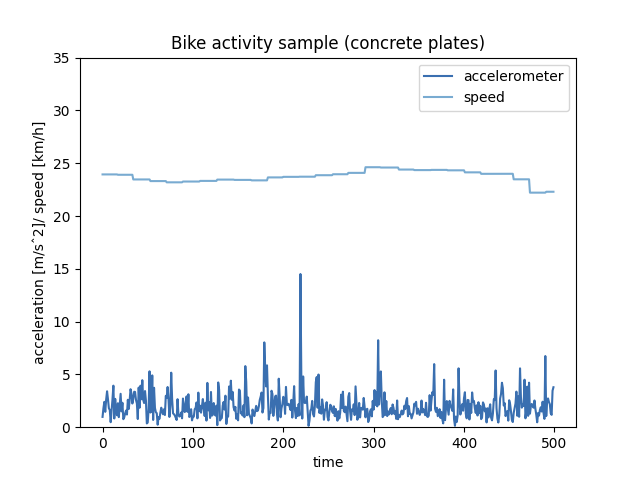 Bike activity sample (concrete plates)
accelerometer
speed
35
30
25
20
15
10
5
0
acceleration [m/sˆ2]/ speed [km/h]
0
100
200
300
400
500
time